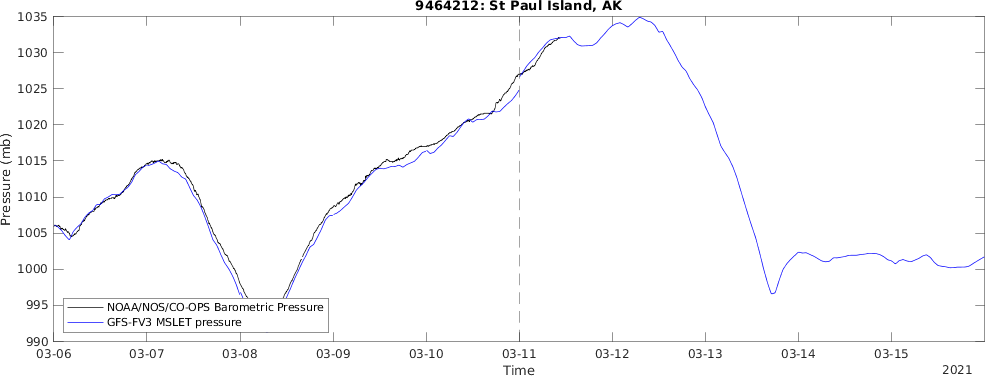 9464212: St Paul Island, AK
Pressure (mb)
1035
1030
1025
1020
1015
1010
1005
1000
995
990
NOAA/NOS/CO-OPS Barometric Pressure
GFS-FV3 MSLET pressure
03-06 03-07 03-08 03-09 03-10 03-11 03-12 03-13 03-14 03-15
Time
2021